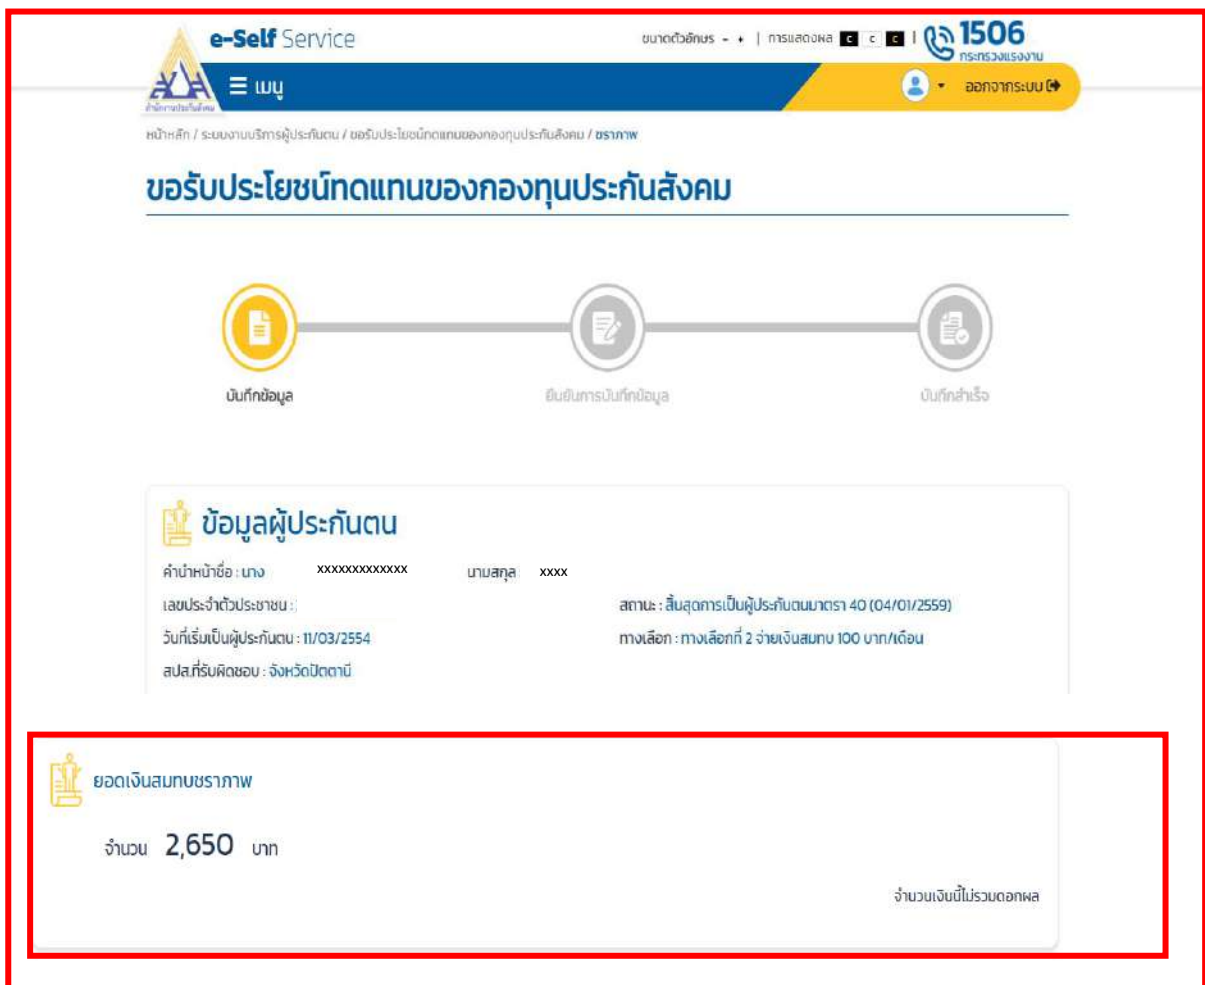 e-Self Service
ขนาดตัวอักษร - + | การแสดงผล C C C | 1506
กระทรวงแรงงาน
สำนักงานประกันสังคม
เมนู
ออกจากระบบ
หน้าหลัก / ระบบงานบริการผู้ประกันตน / ขอรับประโยชน์ทดแทนของกองทุนประกันสังคม / ชราภาพ
ขอรับประโยชน์ทดแทนของกองทุนประกันสังคม
บันทึกข้อมูล
ยืนยันการบันทึกข้อมูล
บันทึกสำเร็จ
ข้อมูลผู้ประกันตน
คำนำหน้าชื่อ : นาง xxxxxxxxxxxxx นามสกุล xxxx
เลขประจำตัวประชาชน : สถานะ : สิ้นสุดการเป็นผู้ประกันตนมาตรา 40 (04/01/2559)
วันที่เริ่มเป็นผู้ประกันตน : 11/03/2554 ทางเลือก : ทางเลือกที่ 2 จ่ายเงินสมทบ 100 บาท/เดือน
สปส.ที่รับผิดชอบ : จังหวัดปัตตานี
ยอดเงินสมทบชราภาพ
จำนวน 2,650 บาท
จำนวนเงินนี้ไม่รวมดอกผล